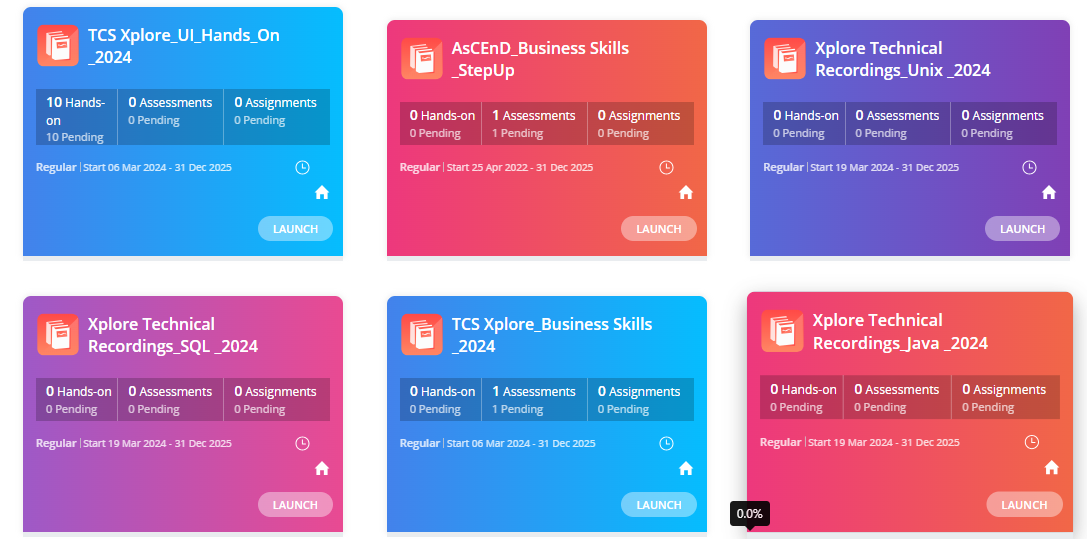 TCS Xplore_UI_Hands_On
_2024
10 Hands-
on
10 Pending
0 Assessments
0 Pending
0 Assignments
0 Pending
Regular | Start 06 Mar 2024 - 31 Dec 2025
LAUNCH
AsCEnD_Business Skills
_StepUp
0 Hands-on
0 Pending
1 Assessments
1 Pending
0 Assignments
0 Pending
Regular | Start 25 Apr 2022 - 31 Dec 2025
LAUNCH
Xplore Technical
Recordings_Unix _2024
0 Hands-on
0 Pending
0 Assessments
0 Pending
0 Assignments
0 Pending
Regular | Start 19 Mar 2024 - 31 Dec 2025
LAUNCH
Xplore Technical
Recordings_SQL _2024
0 Hands-on
0 Pending
0 Assessments
0 Pending
0 Assignments
0 Pending
Regular | Start 19 Mar 2024 - 31 Dec 2025
LAUNCH
TCS Xplore_Business Skills
_2024
0 Hands-on
0 Pending
1 Assessments
1 Pending
0 Assignments
0 Pending
Regular | Start 06 Mar 2024 - 31 Dec 2025
LAUNCH
Xplore Technical
Recordings_Java _2024
0 Hands-on
0 Pending
0 Assessments
0 Pending
0 Assignments
0 Pending
Regular | Start 19 Mar 2024 - 31 Dec 2025
LAUNCH
0.0%